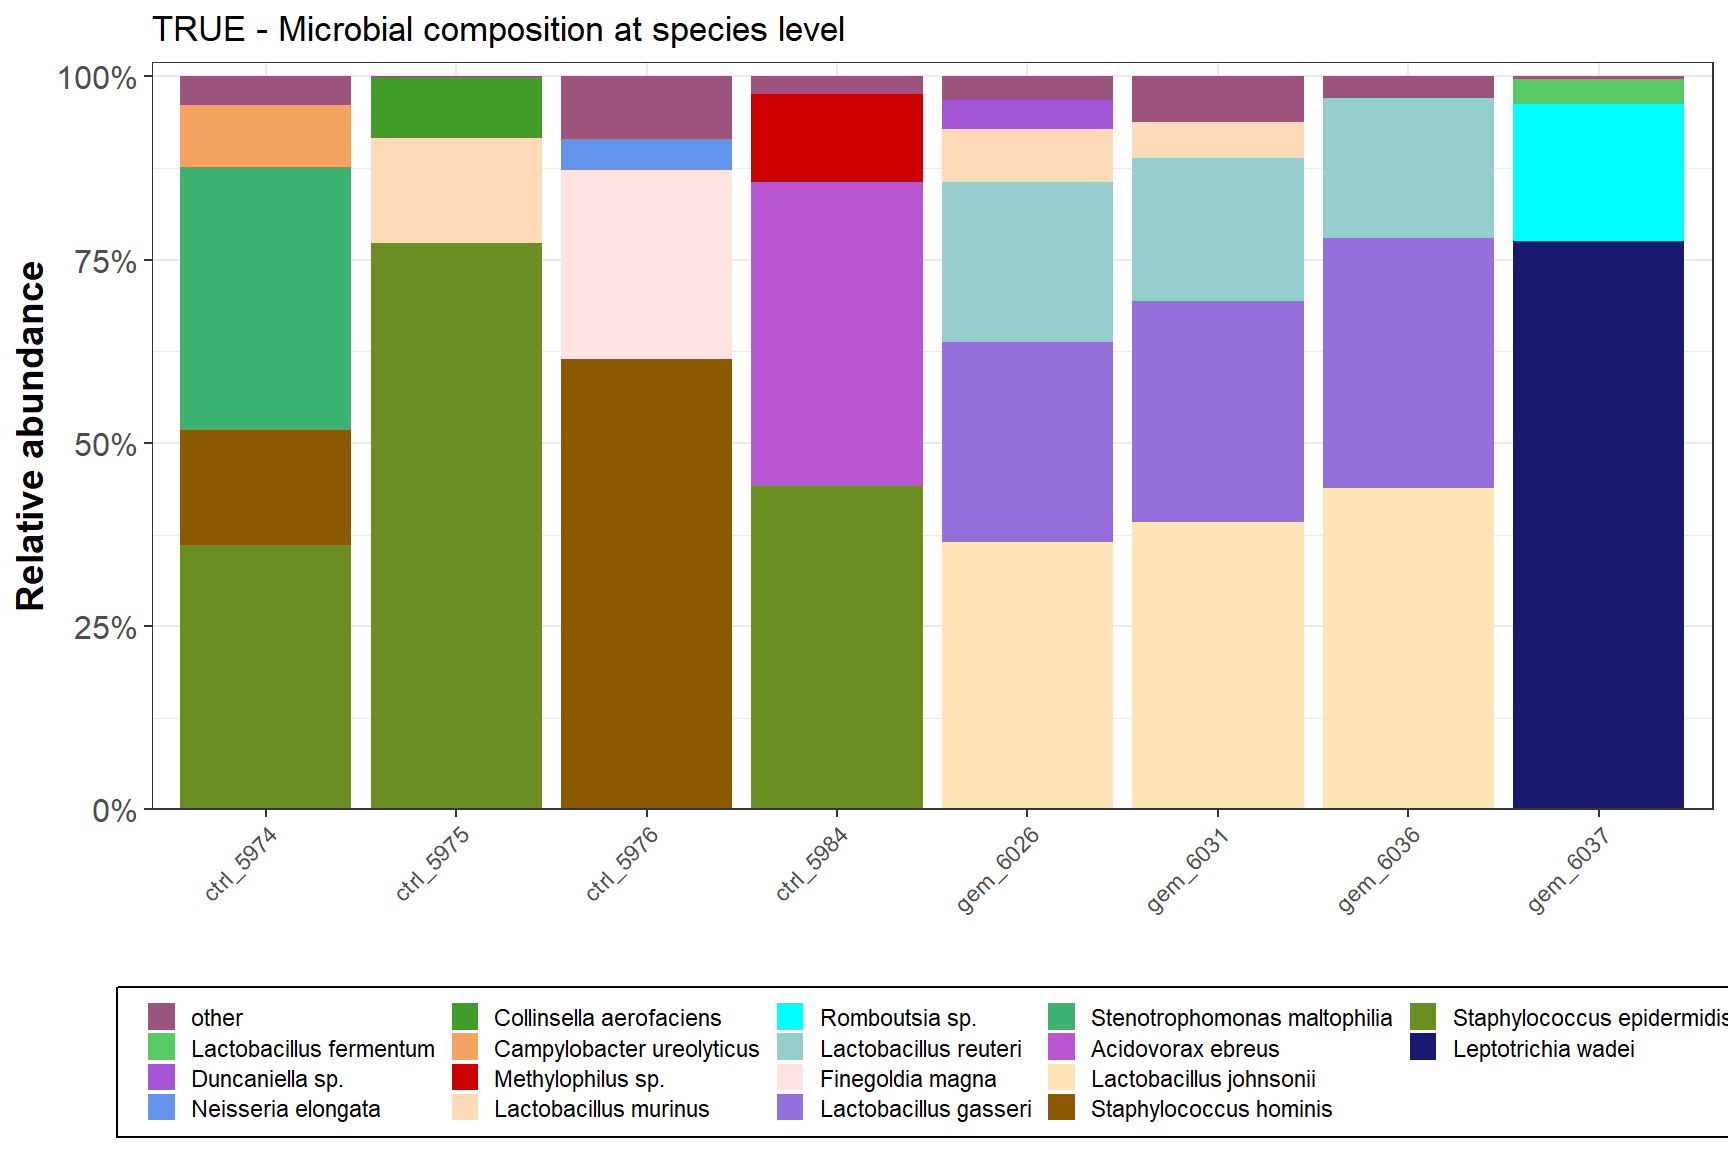 TRUE - Microbial composition at species level
Relative abundance
100%
75%
50%
25%
0%
ctrl_5974
ctrl_5975
ctrl_5976
ctrl_5984
gem_6026
gem_6031
gem_6036
gem_6037
other
Lactobacillus fermentum
Duncaniella sp.
Neisseria elongata
Collinsella aerofaciens
Campylobacter ureolyticus
Methylophilus sp.
Lactobacillus murinus
Romboutsia sp.
Lactobacillus reuteri
Finegoldia magna
Lactobacillus gasseri
Stenotrophomonas maltophilia
Acidovorax ebreus
Lactobacillus johnsonii
Staphylococcus hominis
Staphylococcus epidermidis
Leptotrichia wadei